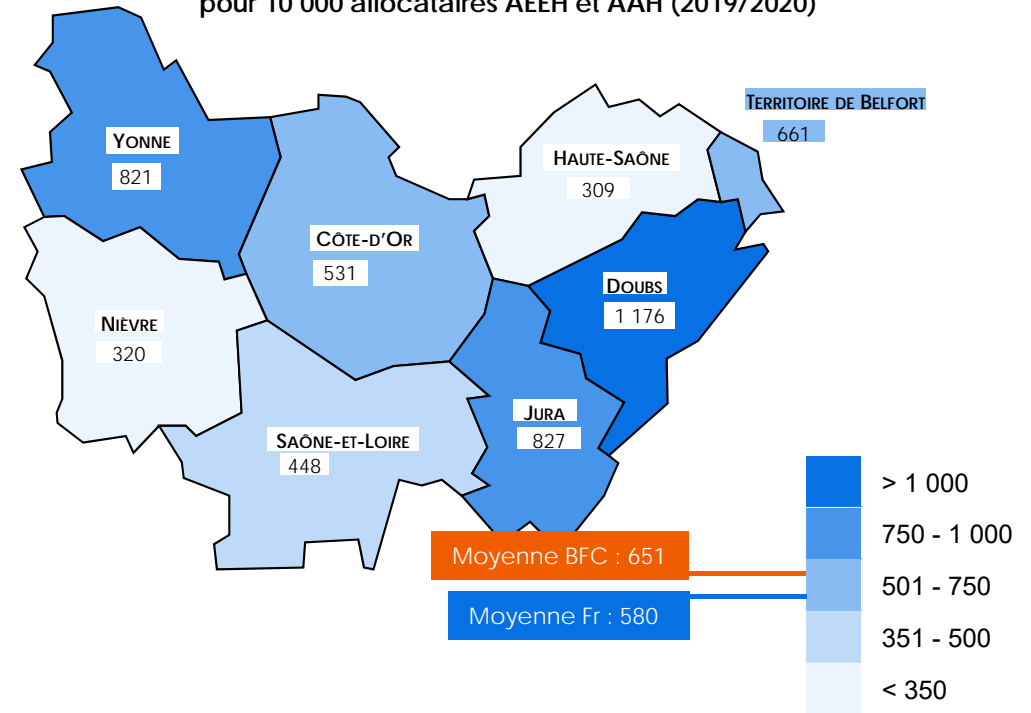 pour 10 000 allocataires AEEH et AAH (2019/2020)
TERRITOIRE DE BELFORT
661
YONNE
821
HAUTE-SAÔNE
309
CÔTE-D'OR
531
DOUBS
1 176
NIÈVRE
320
JURA
827
SAÔNE-ET-LOIRE
448
Moyenne BFC : 651
Moyenne Fr : 580
> 1 000
750 - 1 000
501 - 750
351 - 500
< 350